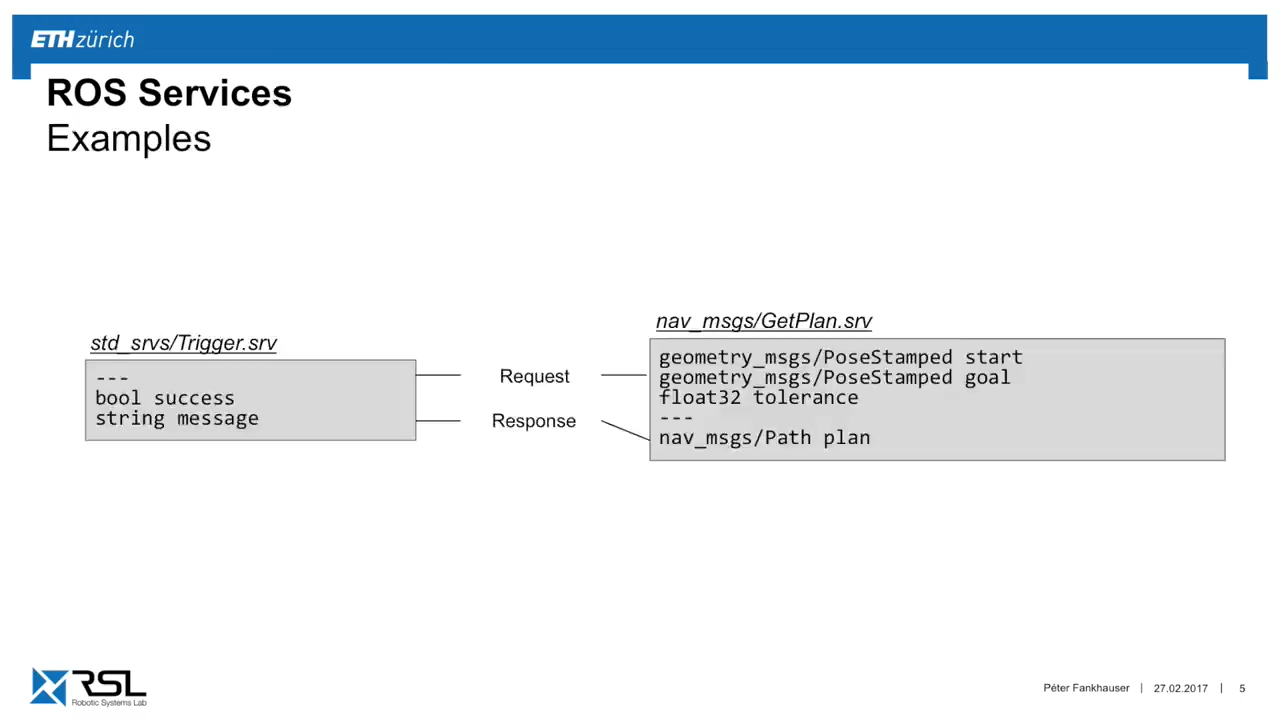 ETH zürich
ROS Services
Examples
std_srvs/Trigger.srv
---
bool success
string message
Request
Response
nav_msgs/GetPlan.srv
geometry_msgs/PoseStamped start
geometry_msgs/PoseStamped goal
float32 tolerance
---
nav_msgs/Path plan
RSL
Robotic Systems Lab
Péter Fankhauser | 27.02.2017 | 5